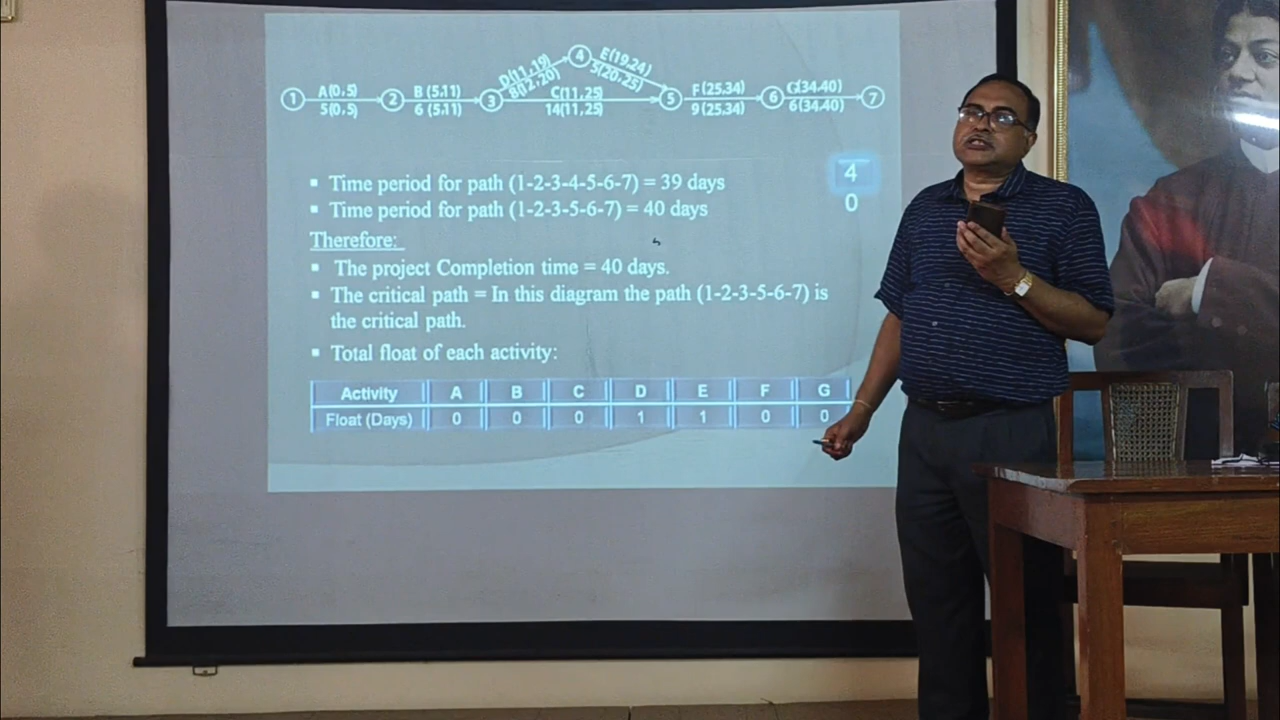 4
D(11,19)
8(12,20)
E(19,24)
5(20,25)
1
A(0,5)
5(0,5)
2
B (5,11)
6 (5,11)
3
C(11,25)
14(11,25)
5
F(25,34)
9(25,34)
6
G(34,40)
6(34,40)
7
▪ Time period for path (1-2-3-4-5-6-7) = 39 days
4
▪ Time period for path (1-2-3-5-6-7) = 40 days
0
Therefore:
▪ The project Completion time = 40 days.
▪ The critical path = In this diagram the path (1-2-3-5-6-7) is
the critical path.
▪ Total float of each activity:
Activity A B C D E F G
Float (Days) 0 0 0 1 1 0 0